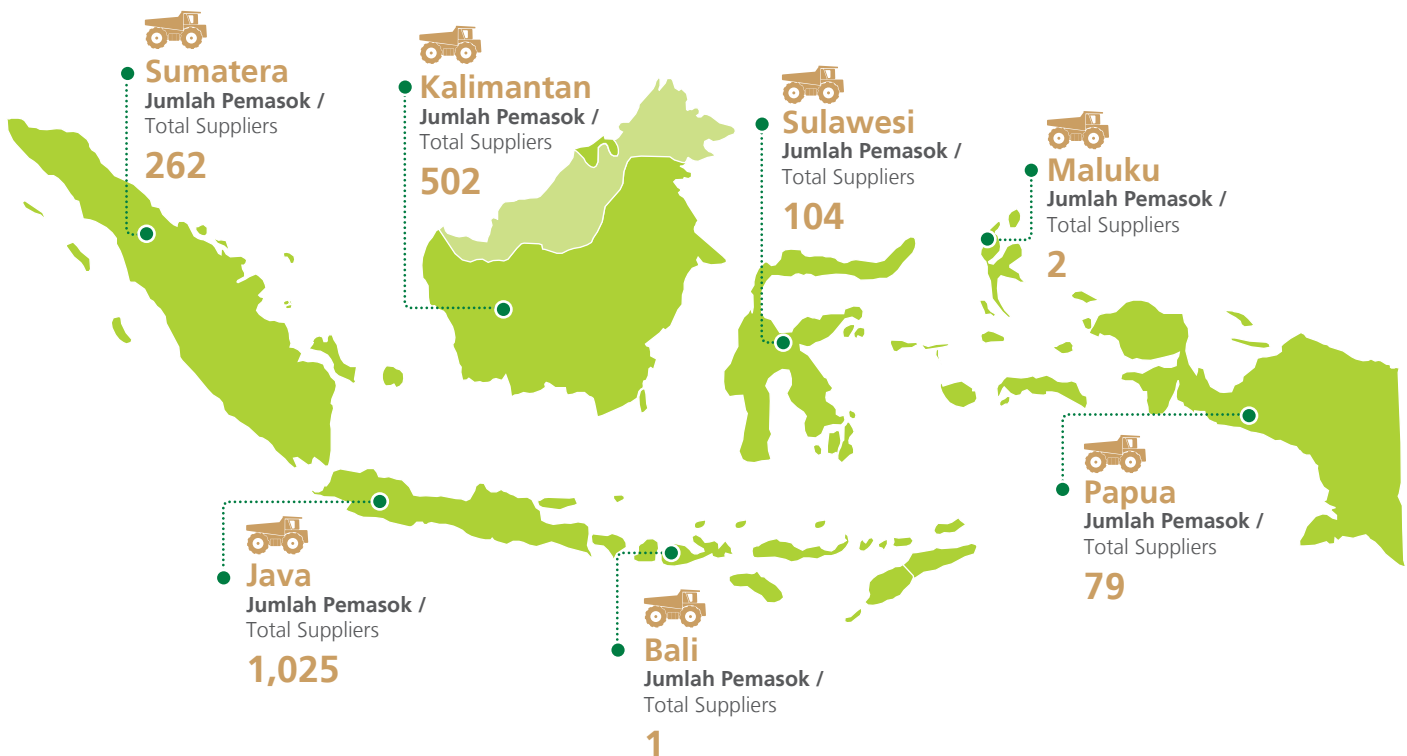 Sumatera
Jumlah Pemasok /
Total Suppliers
262
Kalimantan
Jumlah Pemasok /
Total Suppliers
502
Sulawesi
Jumlah Pemasok /
Total Suppliers
104
Maluku
Jumlah Pemasok /
Total Suppliers
2
Java
Jumlah Pemasok /
Total Suppliers
1,025
Bali
Jumlah Pemasok /
Total Suppliers
1
Papua
Jumlah Pemasok /
Total Suppliers
79